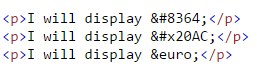 <p>I will display &#8364;</p>
<p>I will display &#x20AC;</p>
<p>I will display &euro;</p>